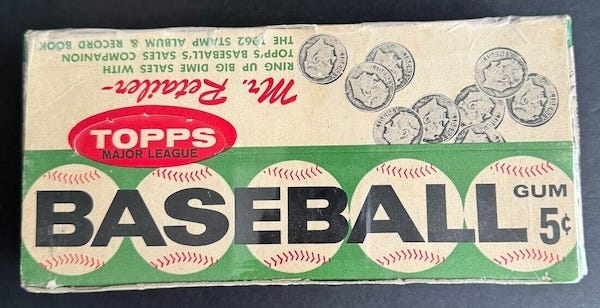 Mr. Retailer-
RING UP BIG DIME SALES WITH
TOPP'S BASEBALL'S SALES COMPANION
THE 1962 STAMP ALBUM & RECORD BOOK
TOPPS
MAJOR LEAGUE
BASEBALL
GUM
5¢